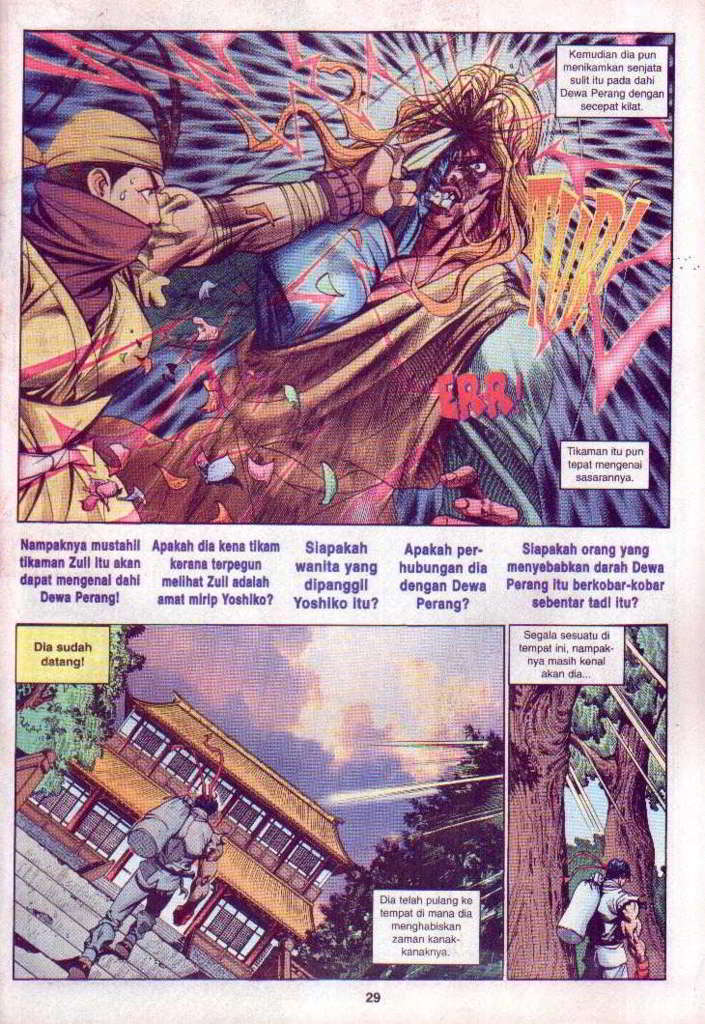 Kemudian dia pun
menikamkan senjata
sulit itu pada dahi
Dewa Perang dengan
secepat kilat.
TUP!
ERR!
Tikaman itu pun
tepat mengenai
sasarannya.
Nampaknya mustahil
tikaman Zuli itu akan
dapat mengenai dahi
Dewa Perang!
Apakah dia kena tikam
kerana terpegun
melihat Zuli adalah
amat mirip Yoshiko?
Siapakah
wanita yang
dipanggil
Yoshiko itu?
Apakah per-
hubungan dia
dengan Dewa
Perang?
Siapakah orang yang
menyebabkan darah Dewa
Perang itu berkobar-kobar
sebentar tadi itu?
Dia sudah
datang!
Dia telah pulang ke
tempat di mana dia
menghabiskan
zaman kanak-
kanaknya.
Segala sesuatu di
tempat ini, nampak-
nya masih kenal
akan dia...
29